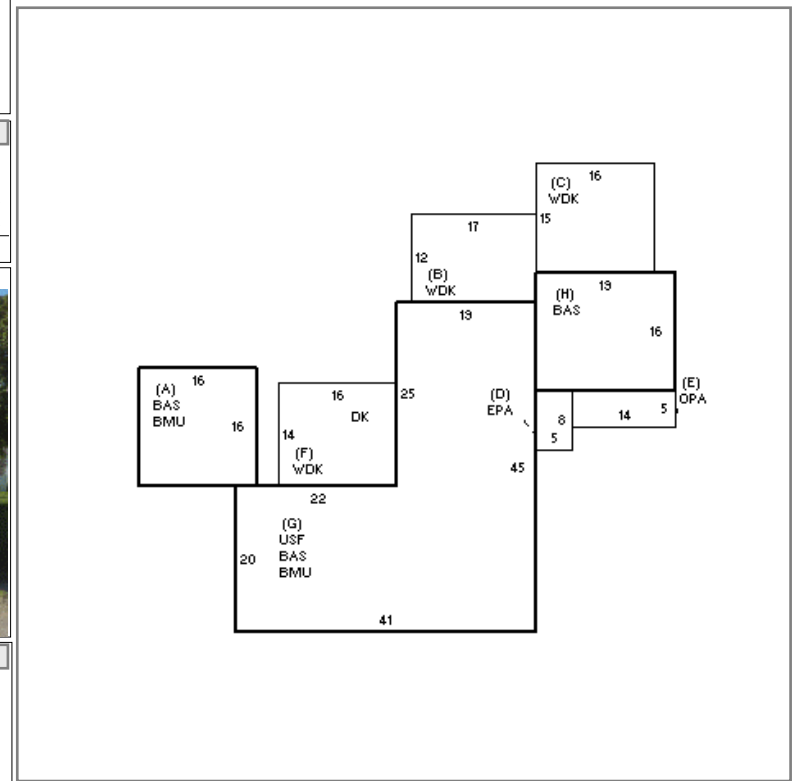 16
(C)
WDK
15
17
12
(B)
WDK
19
(H)
BAS
19
16
16
(A)
BAS
BMU
16
16
DK
14
(F)
WDK
25
(D)
EPA
8
5
14
5
(E)
OPA
45
22
(G)
USF
BAS
BMU
20
41